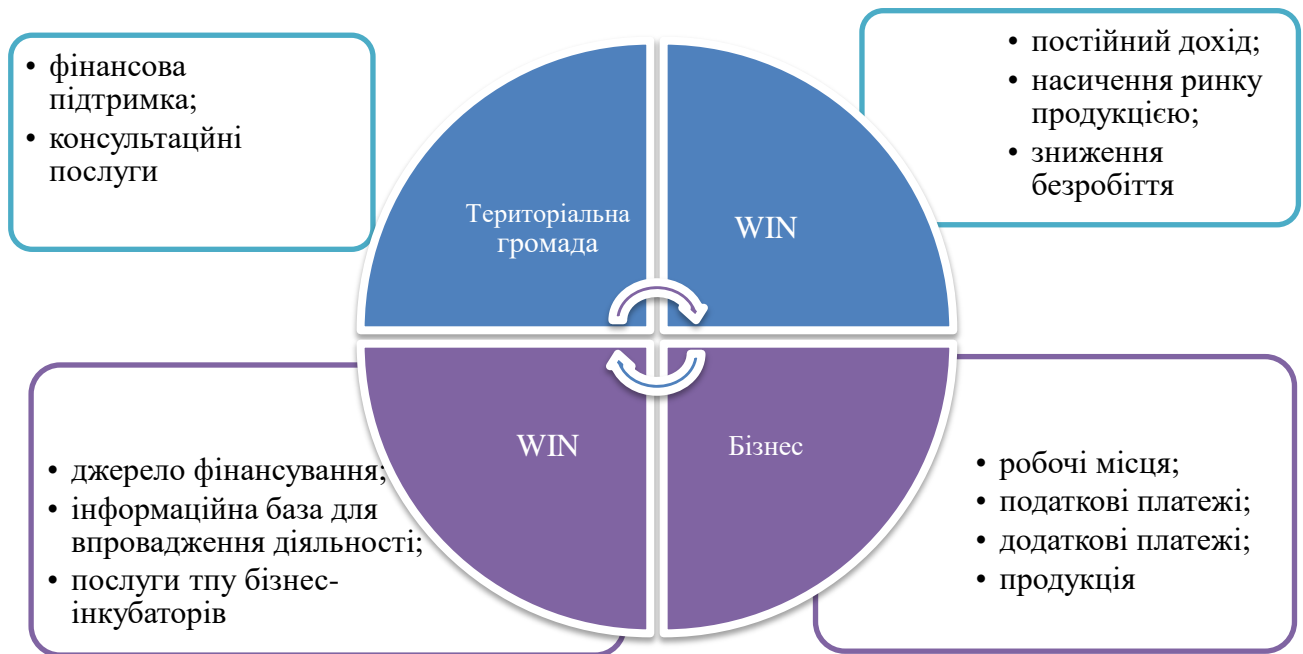 • фінансова
підтримка;
• консультаційні
послуги
• постійний дохід;
• насичення ринку
продукцією;
• зниження
безробіття
Територіальна
громада
WIN
WIN
Бізнес
• джерело фінансування;
• інформаційна база для
впровадження діяльності;
• послуги тпу бізнес-
інкубаторів
• робочі місця;
• податкові платежі;
• додаткові платежі;
• продукція